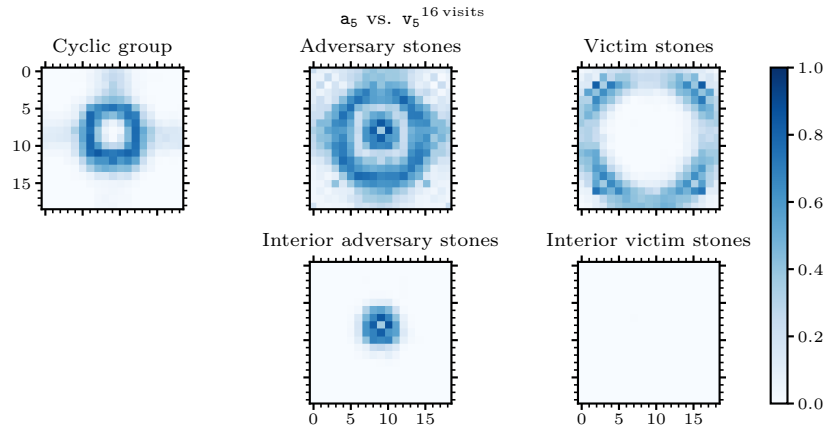 a₅ vs. v₅^16 visits
Cyclic group
Adversary stones
Victim stones
0
5
10
15
1.0
0.8
0.6
0.4
0.2
0.0
Interior adversary stones
Interior victim stones
0 5 10 15
0 5 10 15